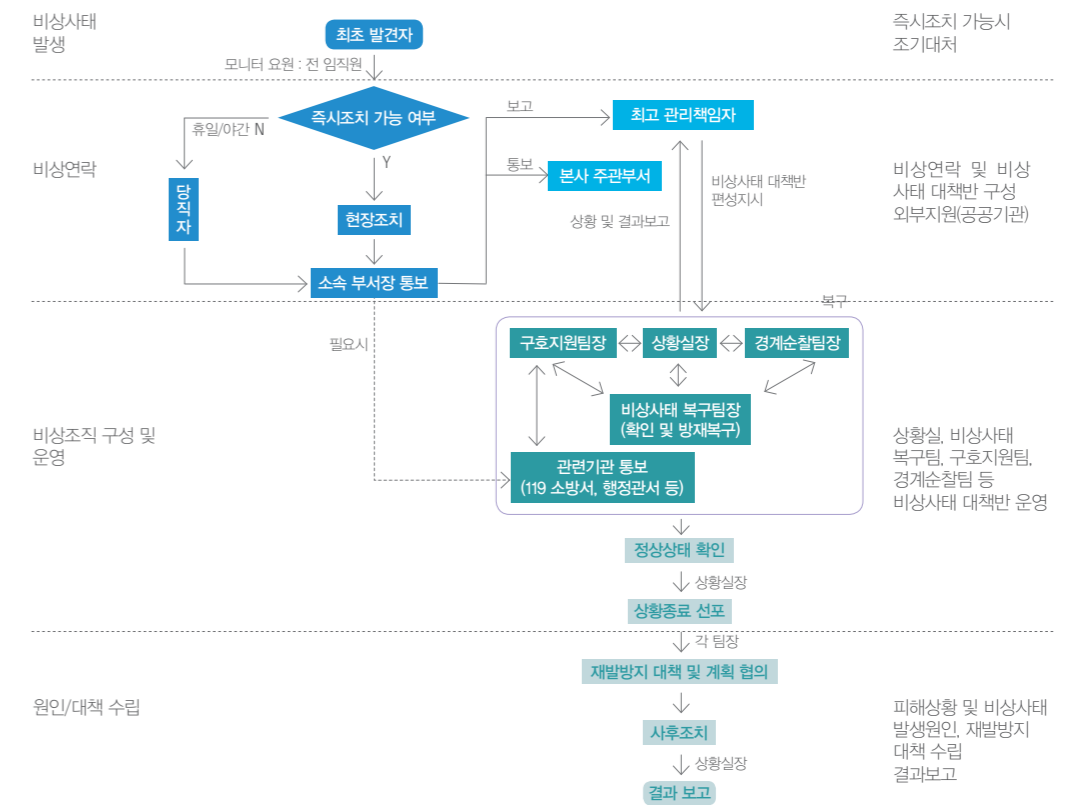 비상사태
발생
최초 발견자
즉시조치 가능시
조기대처
모니터 요원 : 전 임직원
즉시조치 가능 여부
휴일/야간 N
Y
보고
최고 관리책임자
비상연락
당
직
자
통보
본사 주관부서
비상사태 대책반
편성지시
비상연락 및 비상
사태 대책반 구성
외부지원(공공기관)
현장조치
상황 및 결과보고
소속 부서장 통보
복구
필요시
구호지원팀장
상황실장
경계순찰팀장
비상사태 복구팀장
(확인 및 방재복구)
비상조직 구성 및
운영
관련기관 통보
(119 소방서, 행정관서 등)
상황실, 비상사태
복구팀, 구호지원팀,
경계순찰팀 등
비상사태 대책반 운영
정상상태 확인
상황실장
상황종료 선포
각 팀장
재발방지 대책 및 계획 협의
원인/대책 수립
사후조치
피해상황 및 비상사태
발생원인, 재발방지
대책 수립
결과보고
상황실장
결과 보고